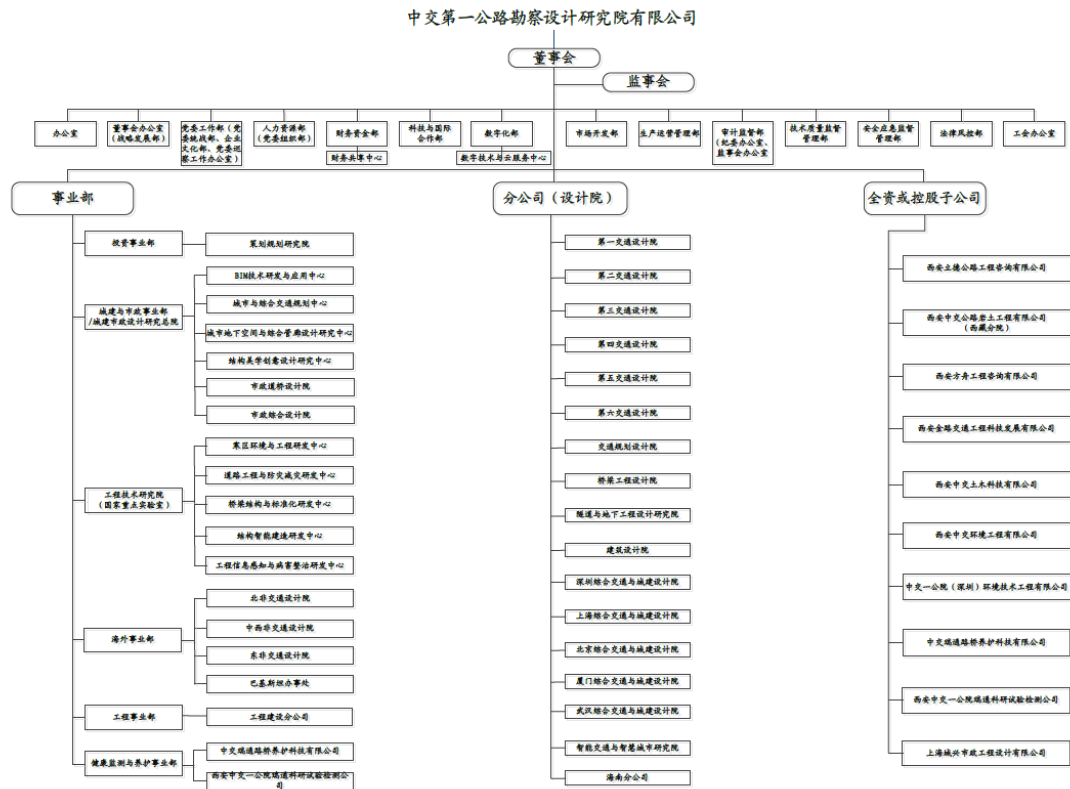 中交第一公路勘察设计研究院有限公司
董事会
监事会
办公室
董事会办公室
(战略发展部)
党委工作部(党
委统战部、企业
文化部、党委巡
察工作办公室)
人力资源部
(党委组织部)
财务资金部
财务共享中心
科技与国际
合作部
数字化部
数字技术与云服务中心
市场开发部
生产运营管理部
审计监督部
(纪委办公室、
监事会办公室
技术质量监督
管理部
安全应急监督
管理部
法律风控部
工会办公室
事业部
投资事业部
策划规划研究院
城建与市政事业部
/城建市政设计研究总院
BIM技术研发与应用中心
城市与综合交通规划中心
城市地下空间与综合管廊设计研究中心
结构美学创意设计研究中心
市政道桥设计院
市政综合设计院
工程技术研究院
(国家重点实验室)
寒区环境与工程研发中心
道路工程与防灾减灾研发中心
桥梁结构与标准化研发中心
结构智能建造研发中心
工程信息感知与病害整治研发中心
海外事业部
北非交通设计院
中西非交通设计院
东非交通设计院
巴基斯坦办事处
工程事业部
工程建设分公司
健康监测与养护事业部
中交瑞通路桥养护科技有限公司
西安中交一公院瑞通科研试验检测公
司
分公司(设计院)
第一交通设计院
第二交通设计院
第三交通设计院
第四交通设计院
第五交通设计院
第六交通设计院
交通规划设计院
桥梁工程设计院
隧道与地下工程设计研究院
建筑设计院
深圳综合交通与城建设计院
上海综合交通与城建设计院
北京综合交通与城建设计院
厦门综合交通与城建设计院
武汉综合交通与城建设计院
智能交通与智慧城市研究院
海南分公司
全资或控股子公司
西安立德公路工程咨询有限公司
西安中交公路岩土工程有限公司
(西藏分院)
西安方舟工程咨询有限公司
西安金路交通工程科技发展有限公司
西安中交土木科技有限公司
西安中交环境工程有限公司
中交一公院(深圳)环境技术工程有限公司
中交瑞通路桥养护科技有限公司
西安中交一公院瑞通科研试验检测公司
上海城兴市政工程设计有限公司